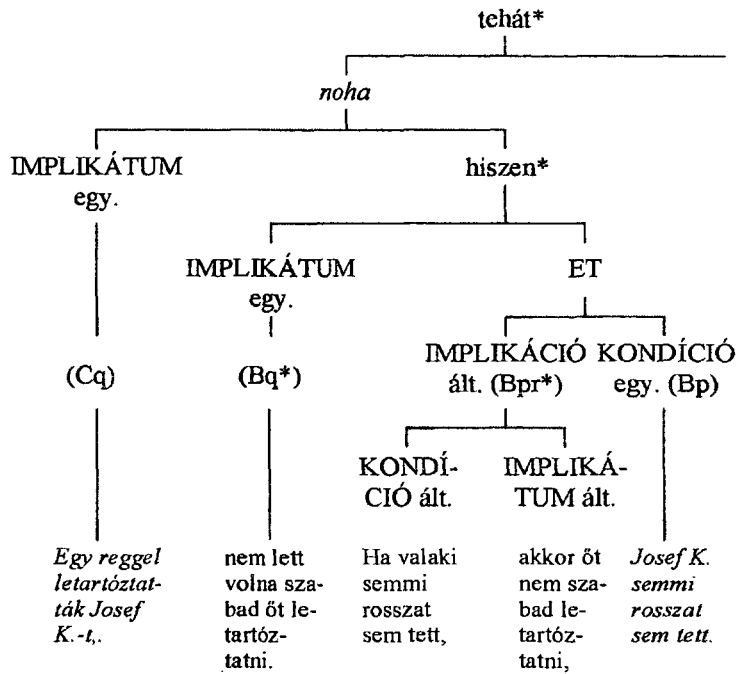 tehát*
noha
IMPLIKÁTUM
egy.
hiszen*
IMPLIKÁTUM
egy.
ET
(Cq)
(Bq*)
IMPLIKÁCIÓ
ált. (Bpr*)
KONDÍCIÓ
egy. (Bp)
KONDÍ-
CIÓ ált.
IMPLIKÁ-
TUM ált.
Egy reggel
letartóztat-
ták Josef
K.-t,.
nem lett
volna sza-
bad őt le-
tartóz-
tatni.
Ha valaki
semmi
rosszat
sem tett,
akkor őt
nem sza-
bad le-
tartóz-
tatni,
Josef K.
semmi
rosszat
sem tett.